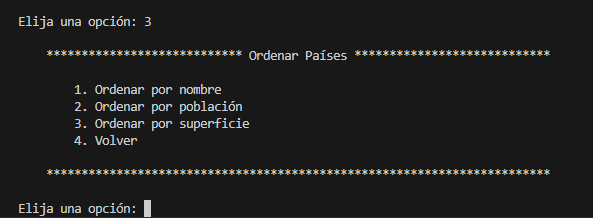 Elija una opción: 3
**************************** Ordenar Países ****************************
1. Ordenar por nombre
2. Ordenar por población
3. Ordenar por superficie
4. Volver
************************************************************************
Elija una opción: